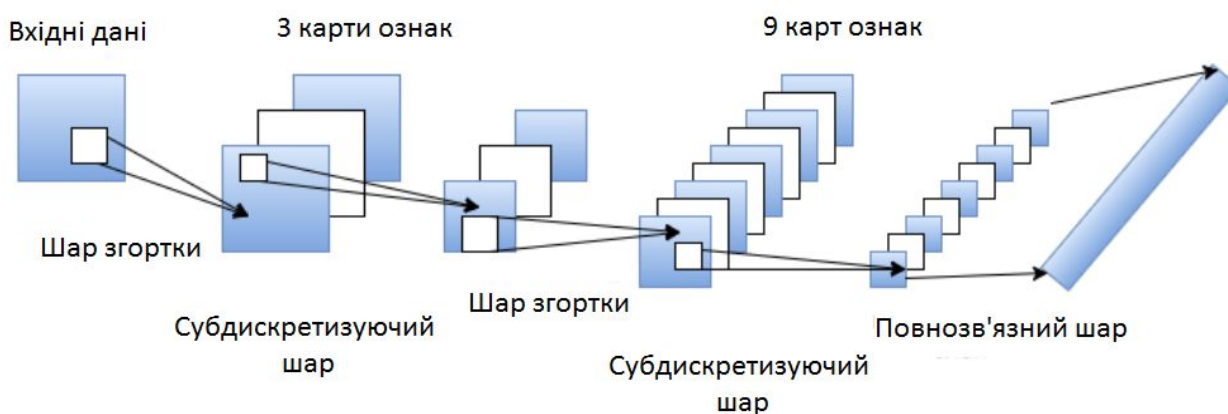 Вхідні дані
3 карти ознак
9 карт ознак
Шар згортки
Субдискретизуючий
шар
Шар згортки
Субдискретизуючий
шар
Повнозв'язний шар